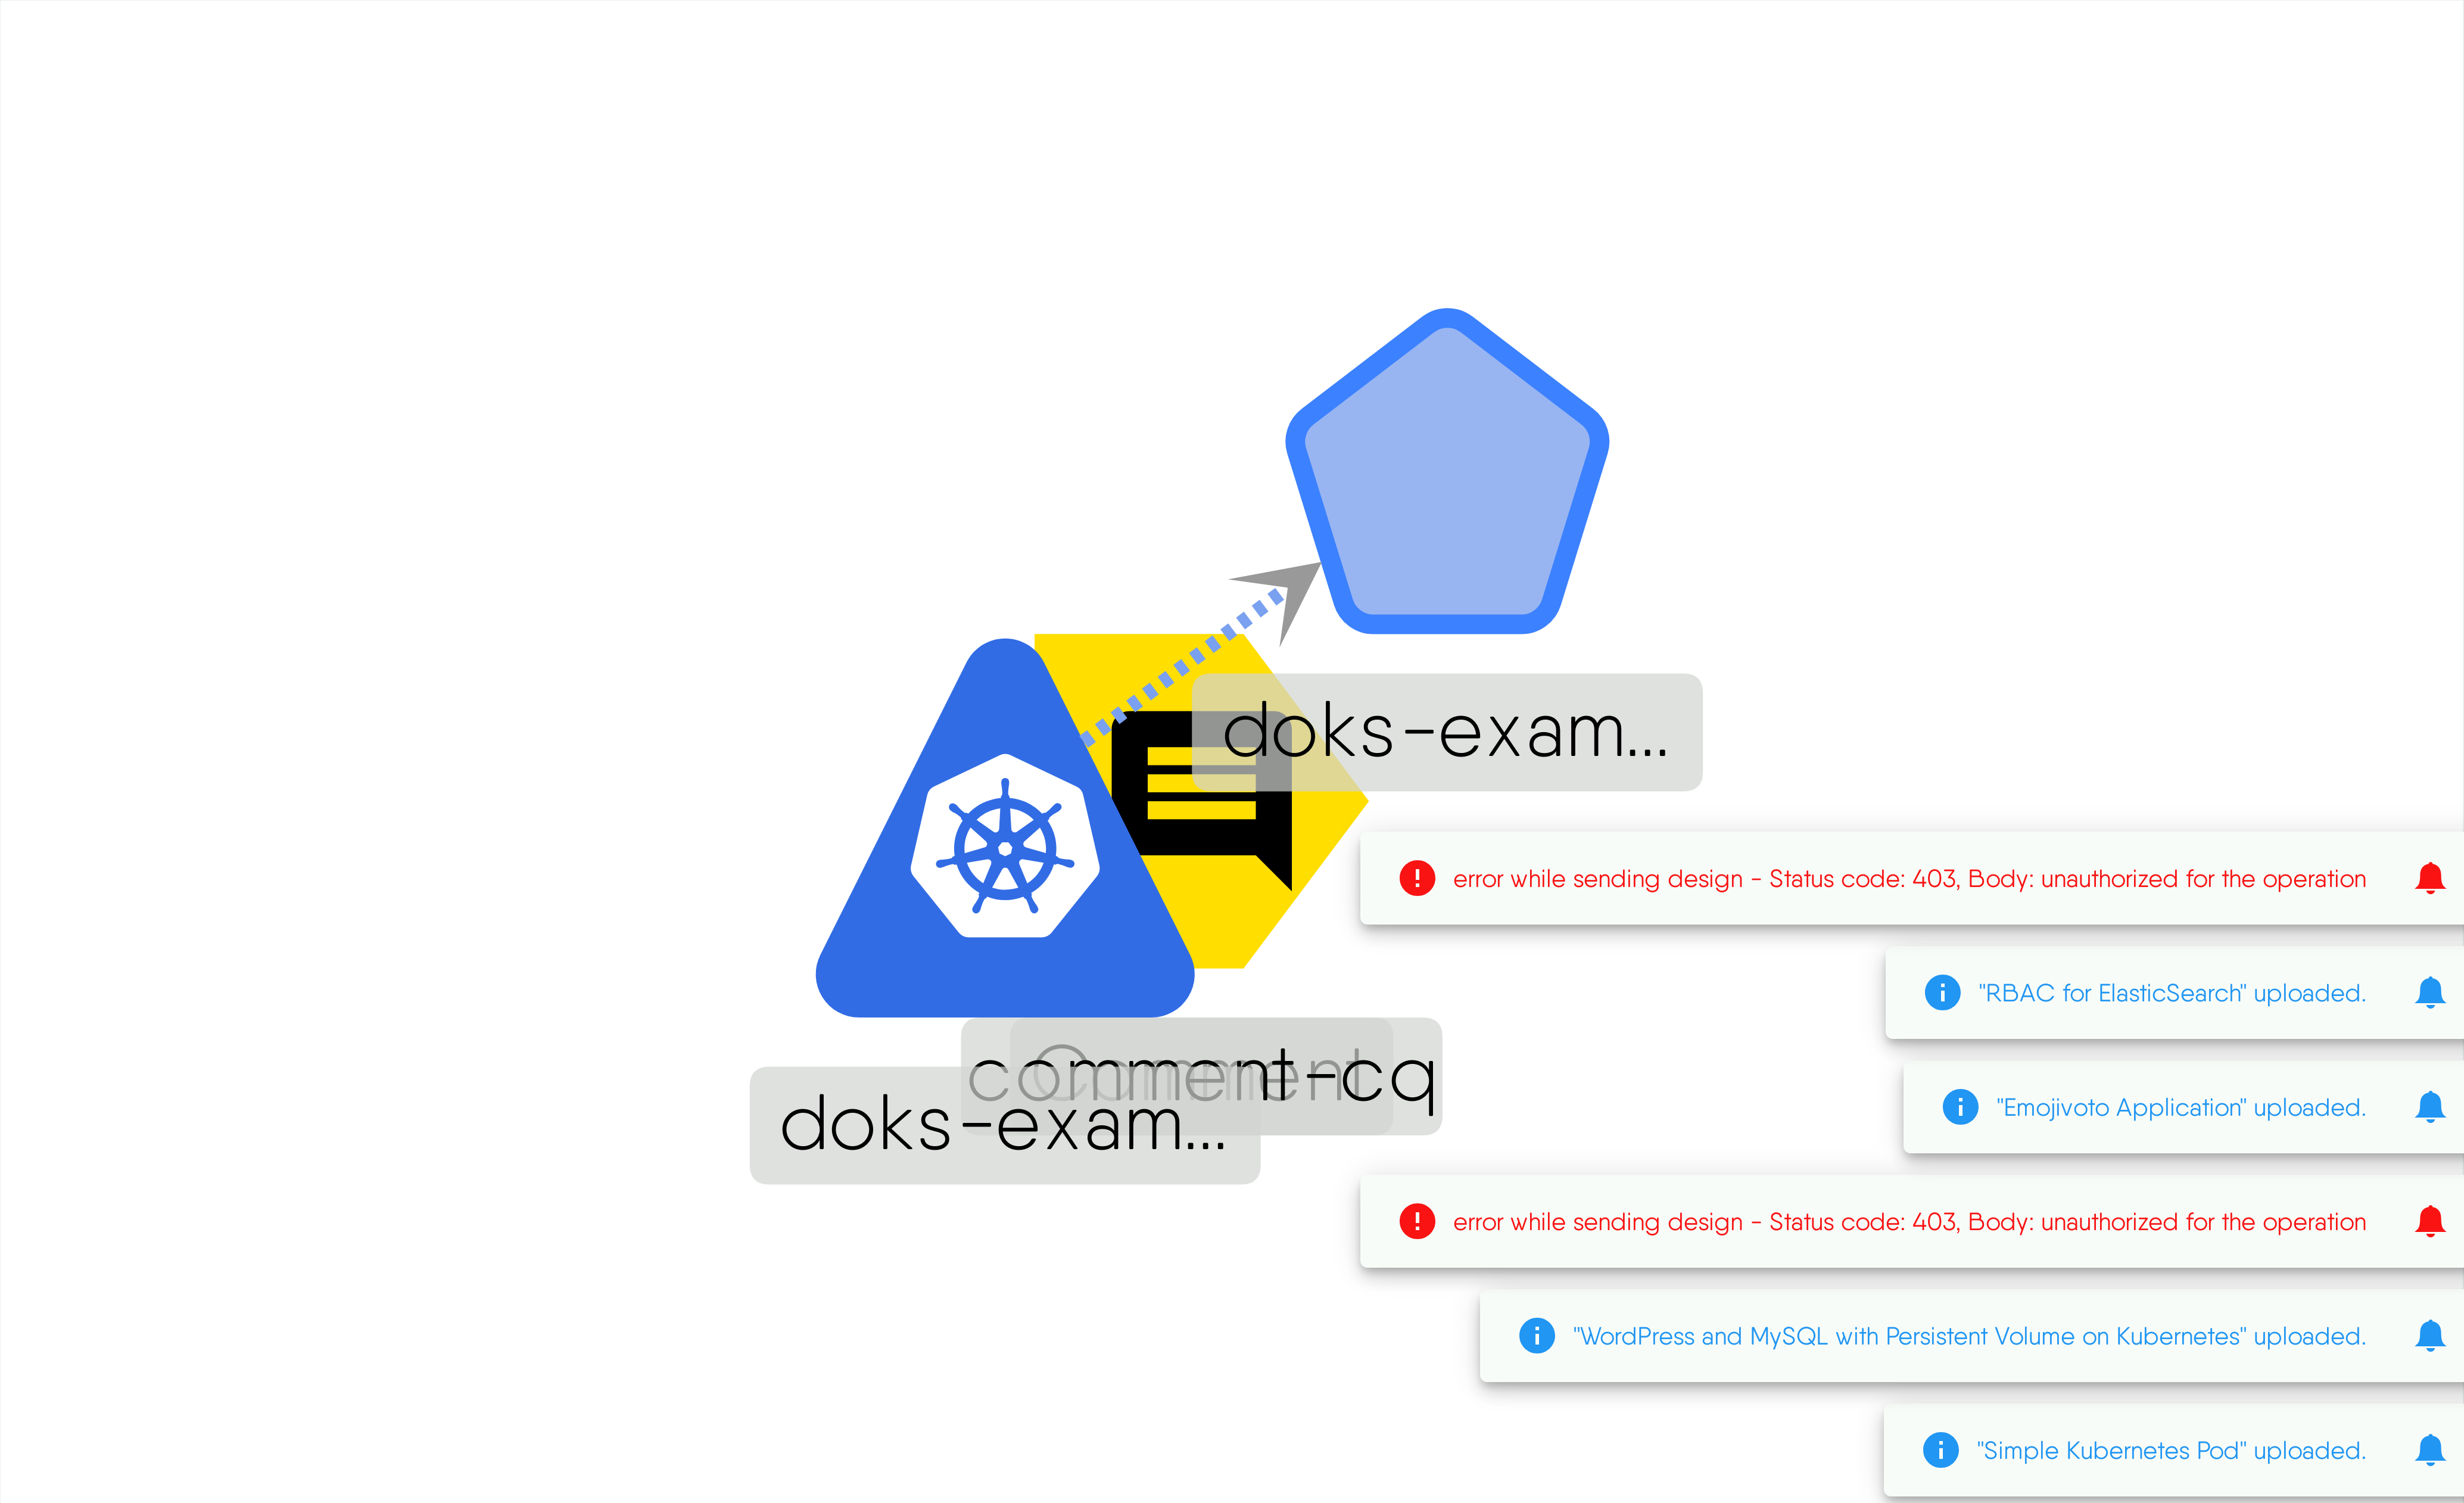 doks-exam...
error while sending design - Status code: 403, Body: unauthorized for the operation
"RBAC for ElasticSearch" uploaded.
comment-cq
Comment
doks-exam...
"Emojivoto Application" uploaded.
error while sending design - Status code: 403, Body: unauthorized for the operation
"WordPress and MySQL with Persistent Volume on Kubernetes" uploaded.
"Simple Kubernetes Pod" uploaded.